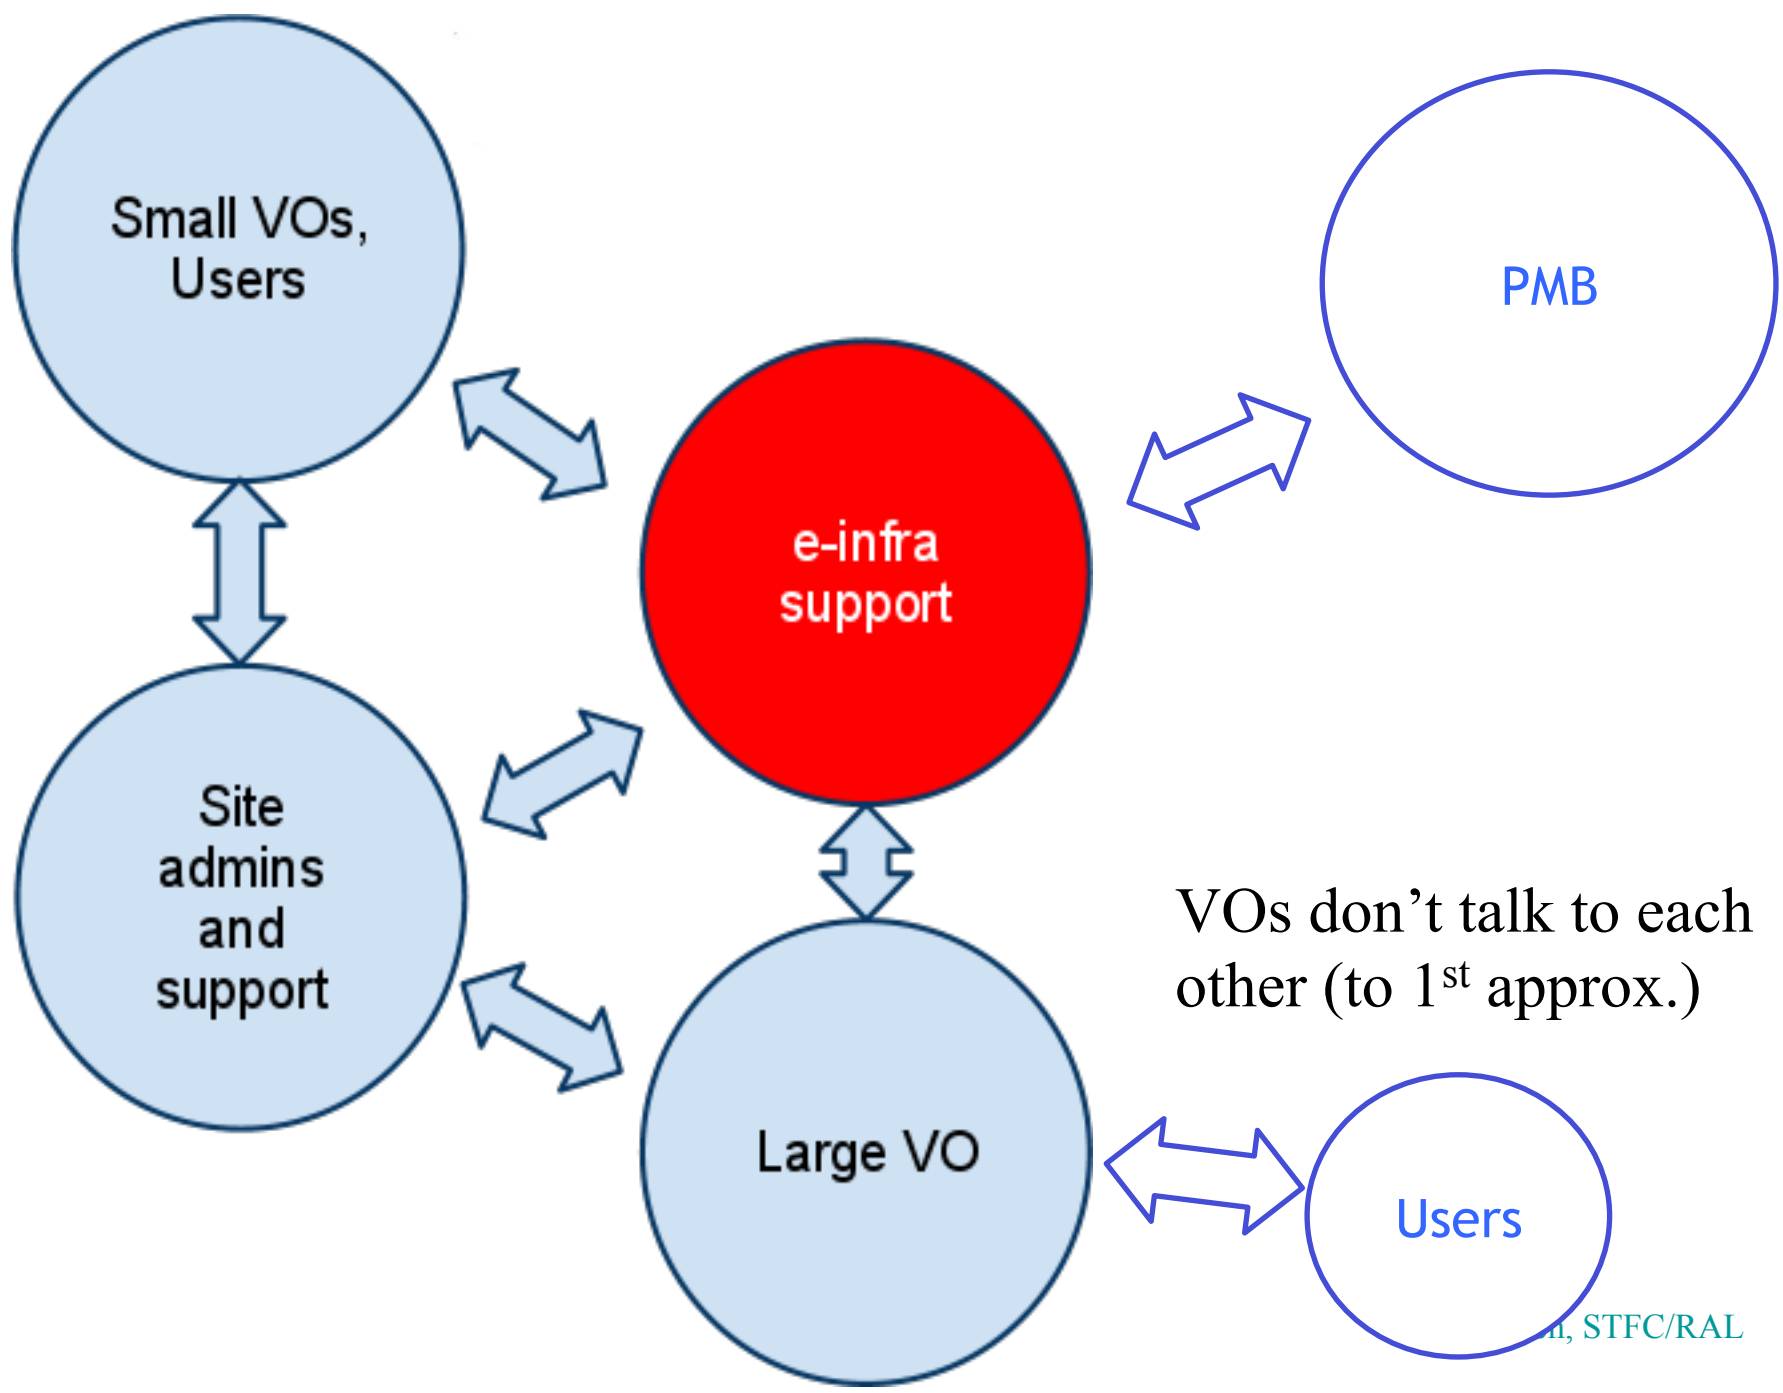 Small VOs,
Users
PMB
e-infra
support
Site
admins
and
support
VOs don’t talk to each
other (to 1st approx.)
Large VO
Users
STFC/RAL